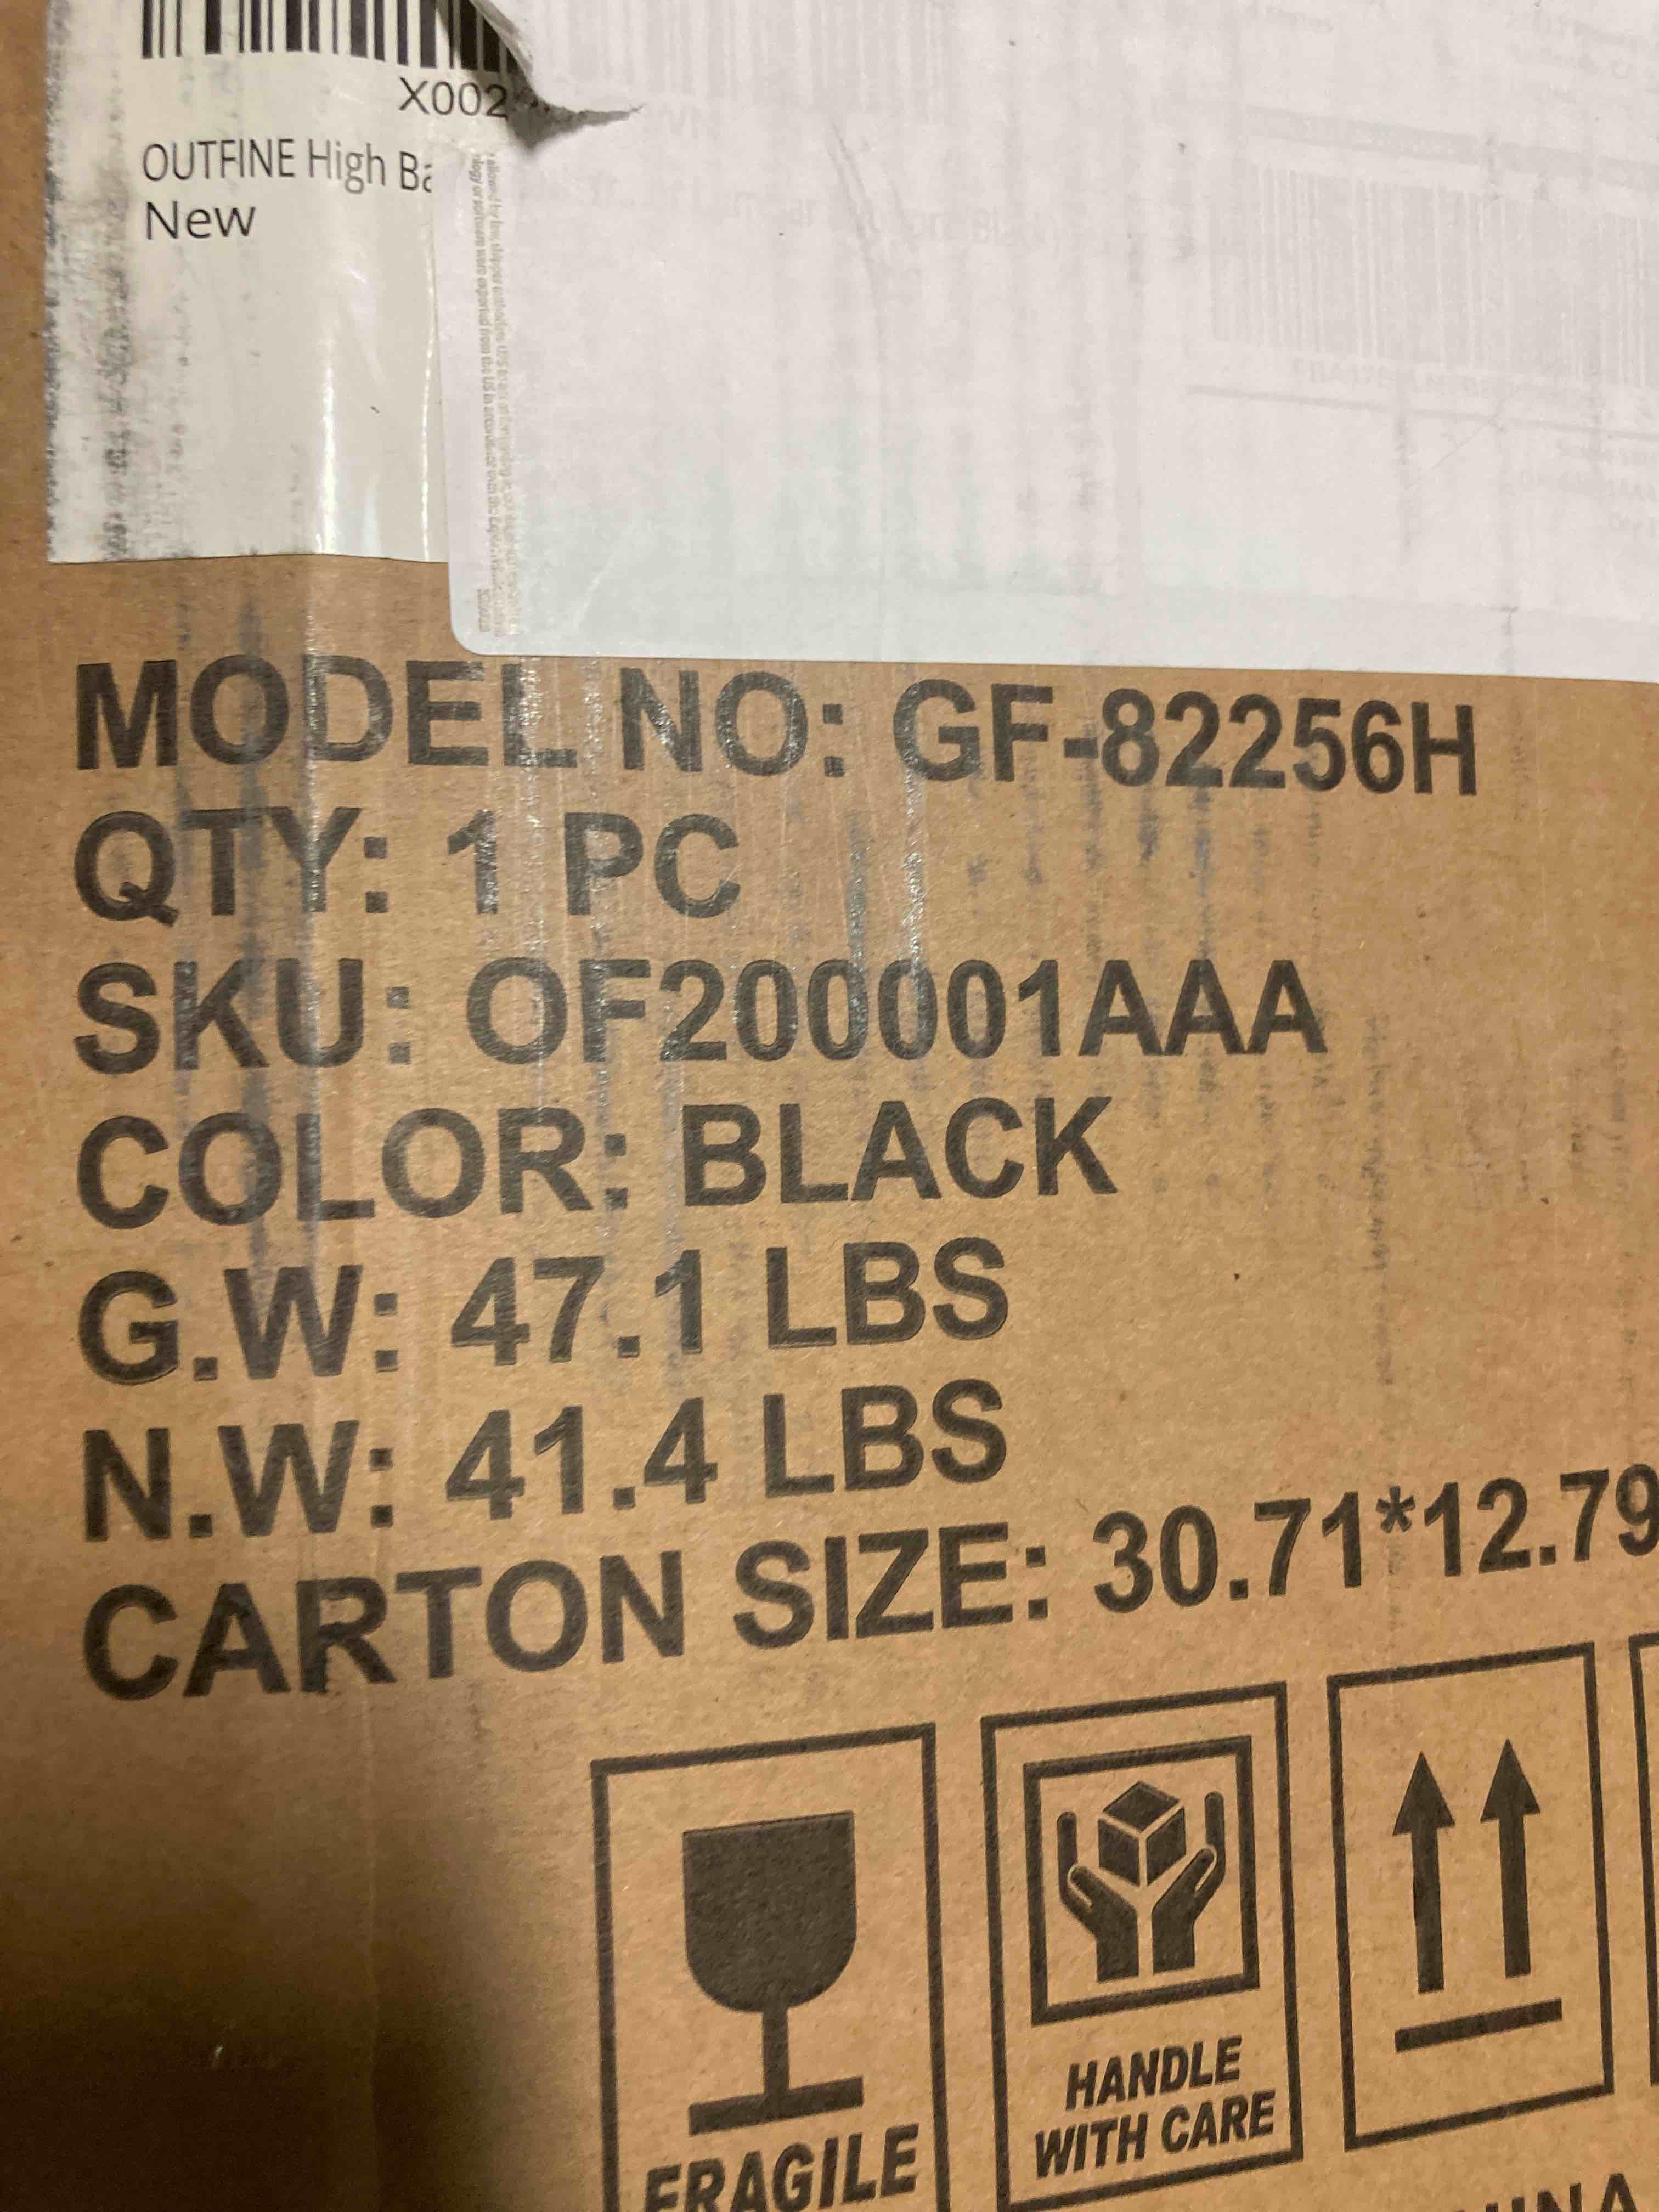 X002
OUTFINE High Ba
New
MODEL NO: GF-82256H
QTY: 1 PC
SKU: OF200001AAA
COLOR: BLACK
G.W: 47.1 LBS
N.W: 41.4 LBS
CARTON SIZE: 30.71*12.79
FRAGILE
HANDLE
WITH CARE